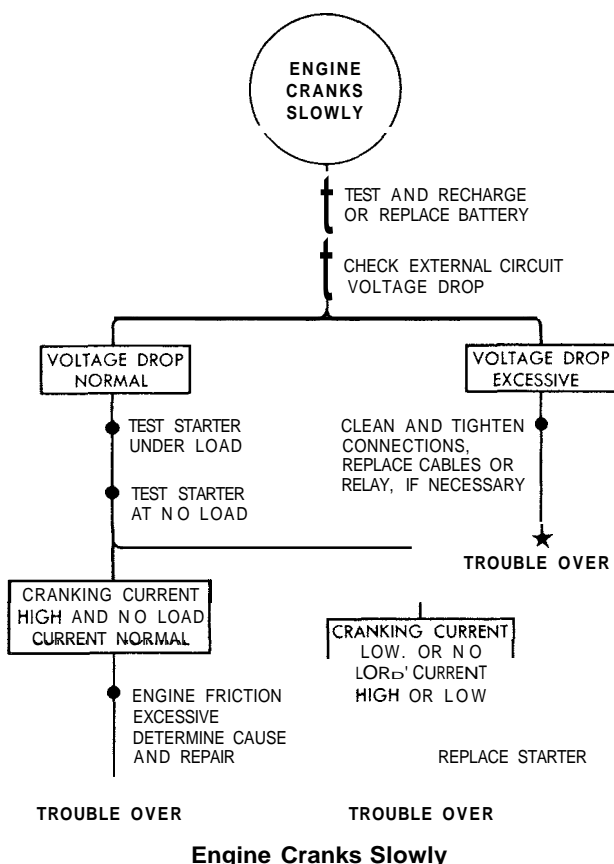 ENGINE
CRANKS
SLOWLY
TEST AND RECHARGE
OR REPLACE BATTERY
CHECK EXTERNAL CIRCUIT
VOLTAGE DROP
VOLTAGE DROP
NORMAL
VOLTAGE DROP
EXCESSIVE
TEST STARTER
UNDER LOAD
CLEAN AND TIGHTEN
CONNECTIONS,
REPLACE CABLES OR
RELAY, IF NECESSARY
TEST STARTER
AT NO LOAD
TROUBLE OVER
CRANKING CURRENT
HIGH AND NO LOAD
CURRENT NORMAL
CRANKING CURRENT
LOW. OR NO
LORD' CURRENT
HIGH OR LOW
ENGINE FRICTION
EXCESSIVE
DETERMINE CAUSE
AND REPAIR
REPLACE STARTER
TROUBLE OVER
TROUBLE OVER
Engine Cranks Slowly